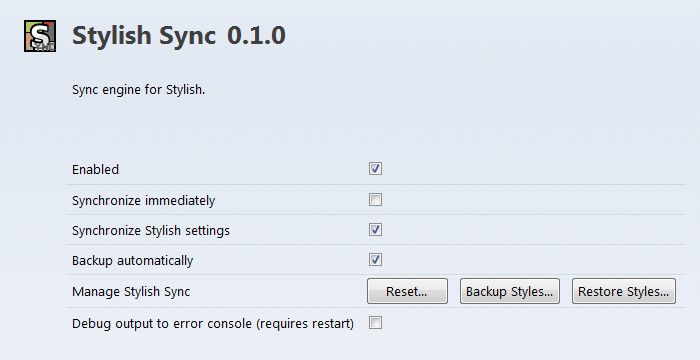 Stylish Sync 0.1.0
Sync engine for Stylish.
Enabled
Synchronize immediately
Synchronize Stylish settings
Backup automatically
Manage Stylish Sync Reset... Backup Styles... Restore Styles...
Debug output to error console (requires restart)